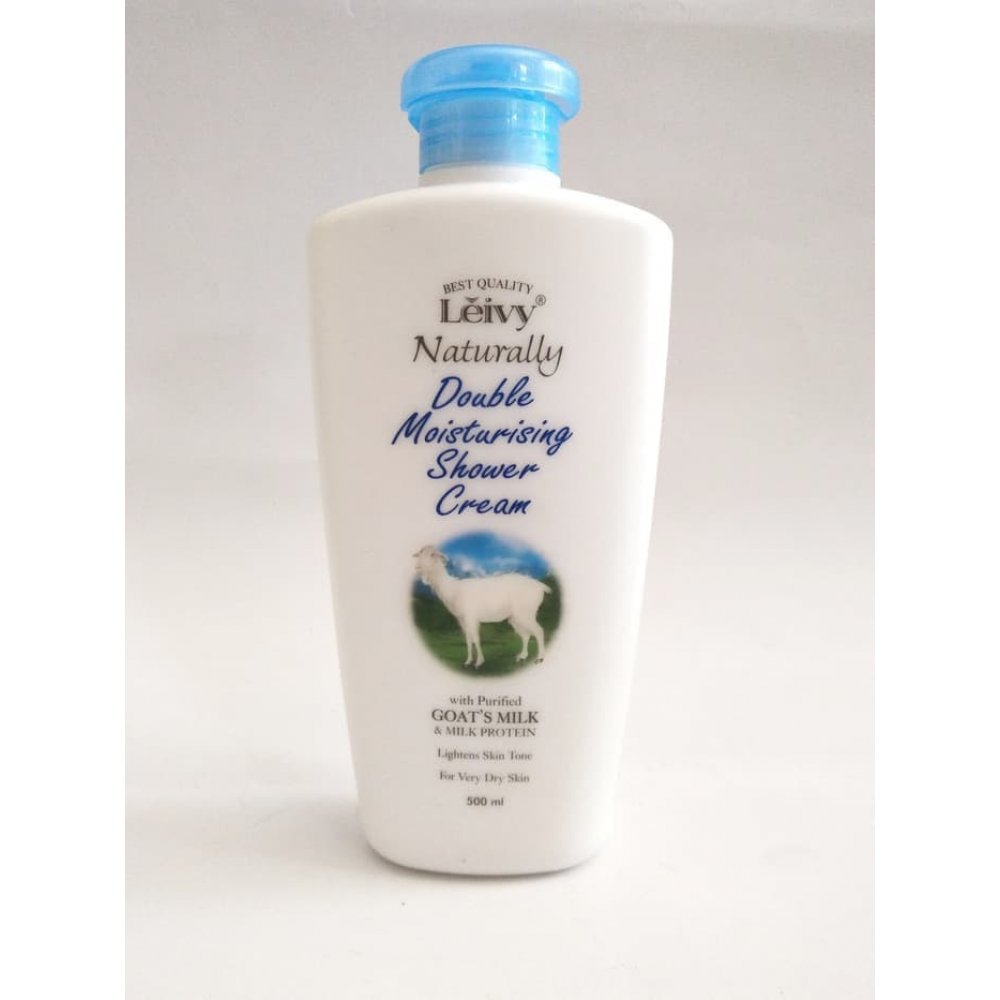 BEST QUALITY
Lěivy®
Naturally
Double
Moisturising
Shower
Cream
with Purified
GOAT'S MILK
& MILK PROTEIN
Lightens Skin Tone
For Very Dry Skin
500 ml